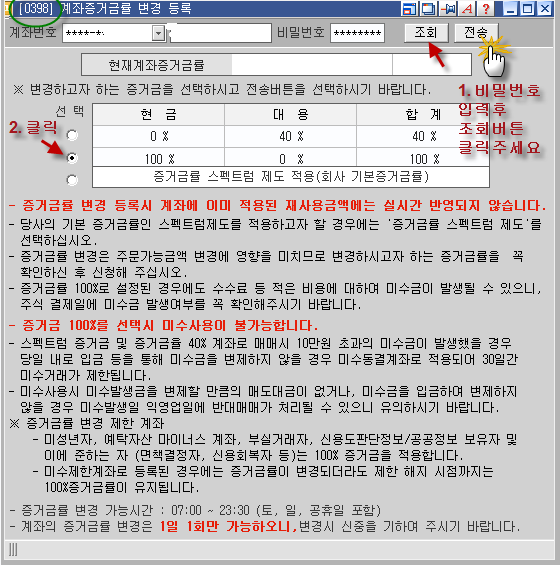 [0398] 계좌증거금률 변경 등록
계좌번호 ****-*. 비밀번호 ******** 조회 전송
현재계좌증거금률
※ 변경하고자 하는 증거금을 선택하시고 전송버튼을 선택하시기 바랍니다.
1. 비밀번호
입력후
조회버튼
클릭주세요
선 택 현 금 대 용 합 계
2. 클릭
0 % 40 % 40 %
100 % 0 % 100 %
증거금률 스펙트럼 제도 적용(회사 기본증거금률)
- 증거금률 변경 등록시 계좌에 이미 적용된 재사용금액에는 실시간 반영되지 않습니다.
- 당사의 기본 증거금률인 스펙트럼제도를 적용하고자 할 경우에는 '증거금률 스펙트럼 제도'를
선택하십시오.
- 증거금률 변경은 주문가능금액 변경에 영향을 미치므로 변경하시고자 하는 증거금률을 꼭
확인하신 후 신청해 주십시오.
- 증거금률 100%로 설정된 경우에도 수수료 등 적은 비용에 대하여 미수금이 발생될 수 있으니,
주식 결제일에 미수금 발생여부를 꼭 확인해주시기 바랍니다.
- 증거금 100%를 선택시 미수사용이 불가능합니다.
- 스펙트럼 증거금 및 증거금률 40% 계좌로 매매시 10만원 초과의 미수금이 발생했을 경우
당일 내로 입금 등을 통해 미수금을 변제하지 않을 경우 미수동결계좌로 적용되어 30일간
미수거래가 제한됩니다.
- 미수사용시 미수발생금을 변제할 만큼의 매도대금이 없거나, 미수금을 입금하여 변제하지
않을 경우 미수발생일 익영업일에 반대매매가 처리될 수 있으니 유의하시기 바랍니다.
※ 증거금률 변경 제한 계좌
- 미성년자, 예탁자산 마이너스 계좌, 부실거래자, 신용도판단정보/공공정보 보유자 및
이에 준하는 자 (면책결정자, 신용회복자 등)는 100% 증거금을 적용합니다.
- 미수제한계좌로 등록된 경우에는 증거금률이 변경되더라도 제한 해지 시점까지는
100%증거금률이 유지됩니다.
- 증거금률 변경 가능시간 : 07:00 ~ 23:30 (토, 일, 공휴일 포함)
- 계좌의 증거금률 변경은 1일 1회만 가능하오니,변경시 신중을 기하여 주시기 바랍니다.